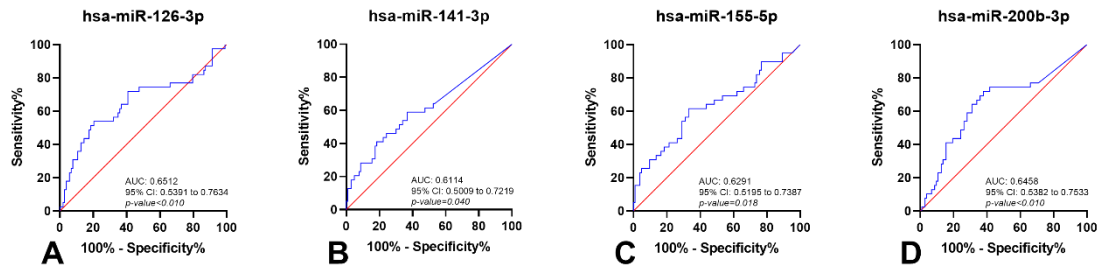 hsa-miR-126-3p
Sensitivity%
100
80
60
40
20
0
0 20 40 60 80 100
100% - Specificity%
AUC: 0.6512
95% CI: 0.5391 to 0.7634
p-value<0.010
A
hsa-miR-141-3p
Sensitivity%
100
80
60
40
20
0
0 20 40 60 80 100
100% - Specificity%
AUC: 0.6114
95% CI: 0.5009 to 0.7219
p-value=0.040
B
hsa-miR-155-5p
Sensitivity%
100
80
60
40
20
0
0 20 40 60 80 100
100% - Specificity%
AUC: 0.6291
95% CI: 0.5195 to 0.7387
p-value=0.018
C
hsa-miR-200b-3p
Sensitivity%
100
80
60
40
20
0
0 20 40 60 80 100
100% - Specificity%
AUC: 0.6458
95% CI: 0.5382 to 0.7533
p-value<0.010
D